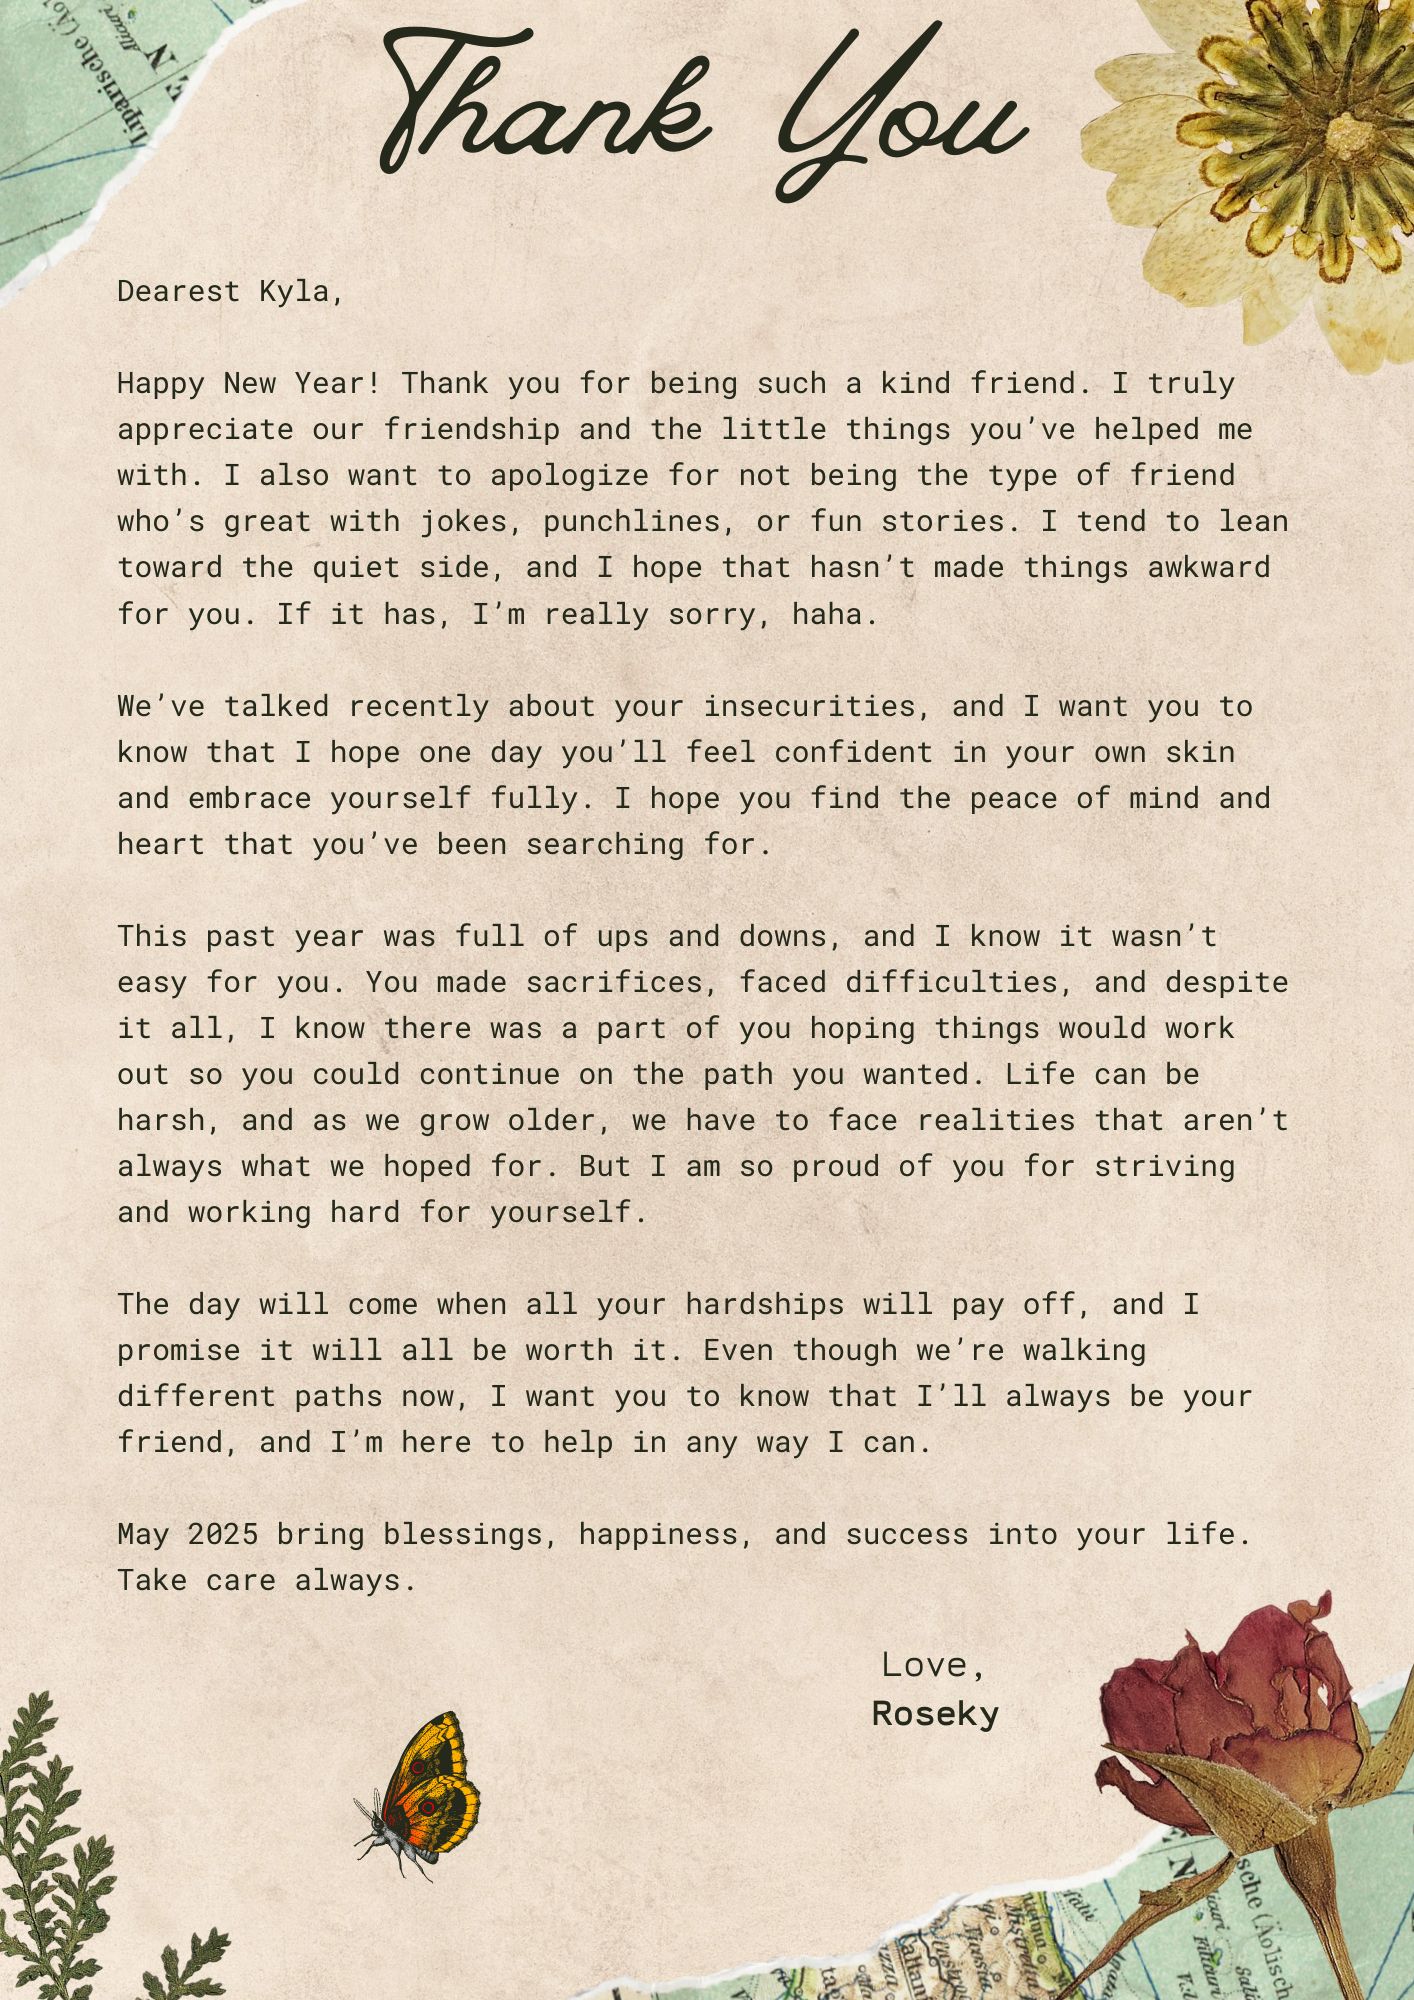 Liparische (Äol
Alicuri
N
E
Thank You
Dearest Kyla,
Happy New Year! Thank you for being such a kind friend. I truly
appreciate our friendship and the little things you’ve helped me
with. I also want to apologize for not being the type of friend
who’s great with jokes, punchlines, or fun stories. I tend to lean
toward the quiet side, and I hope that hasn’t made things awkward
for you. If it has, I’m really sorry, haha.
We’ve talked recently about your insecurities, and I want you to
know that I hope one day you’ll feel confident in your own skin
and embrace yourself fully. I hope you find the peace of mind and
heart that you’ve been searching for.
This past year was full of ups and downs, and I know it wasn’t
easy for you. You made sacrifices, faced difficulties, and despite
it all, I know there was a part of you hoping things would work
out so you could continue on the path you wanted. Life can be
harsh, and as we grow older, we have to face realities that aren’t
always what we hoped for. But I am so proud of you for striving
and working hard for yourself.
The day will come when all your hardships will pay off, and I
promise it will all be worth it. Even though we’re walking
different paths now, I want you to know that I’ll always be your
friend, and I’m here to help in any way I can.
May 2025 bring blessings, happiness, and success into your life.
Take care always.
Love,
Roseky
N
sche (Äolisch
icuri
Filicuri